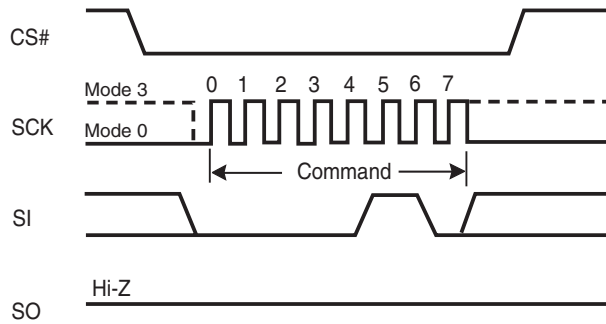 CS#
Mode 3
0 1 2 3 4 5 6 7
SCK
Mode 0
Command
SI
Hi-Z
SO